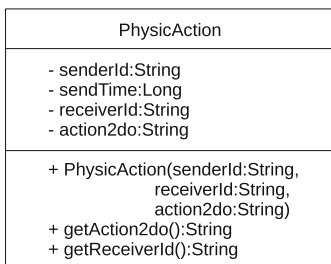 PhysicAction
- senderId:String
- sendTime:Long
- receiverId:String
- action2do:String
+ PhysicAction(senderId:String,
receiverId:String,
action2do:String)
+ getAction2do():String
+ getReceiverId():String